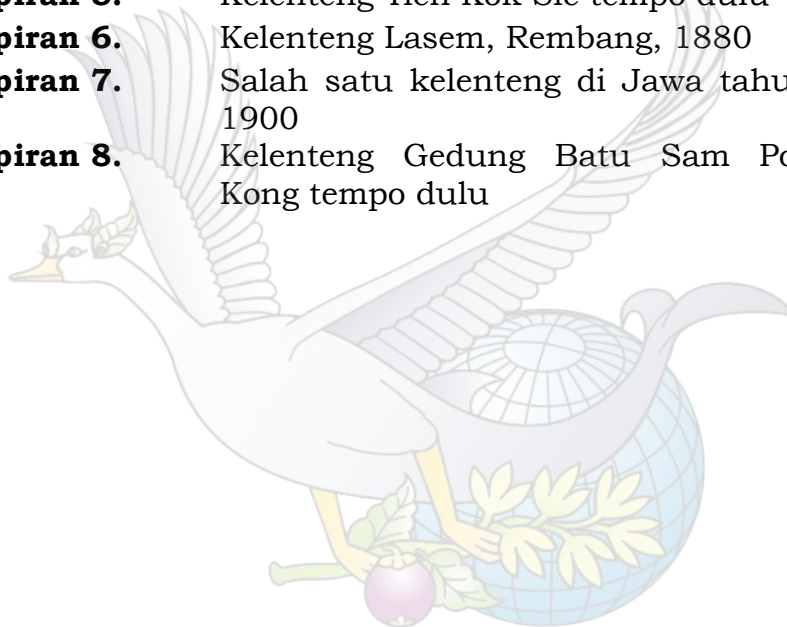 piran 6. Kelenteng Lasem, Rembang, 1880
piran 7. Salah satu kelenteng di Jawa tahu
1900
piran 8. Kelenteng Gedung Batu Sam Po
Kong tempo dulu